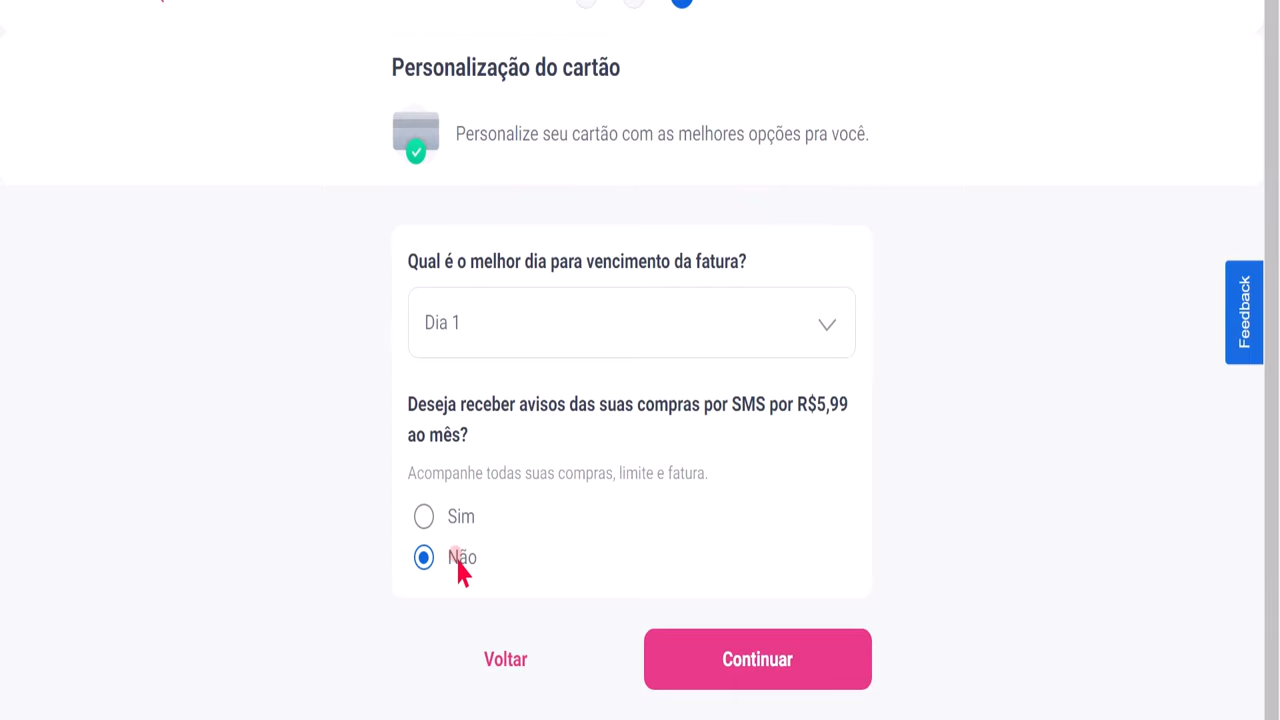 Personalização do cartão
Personalize seu cartão com as melhores opções pra você.
Qual é o melhor dia para vencimento da fatura?
Dia 1
Feedback
Deseja receber avisos das suas compras por SMS por R$5,99
ao mês?
Acompanhe todas suas compras, limite e fatura.
Sim
Não
Voltar
Continuar